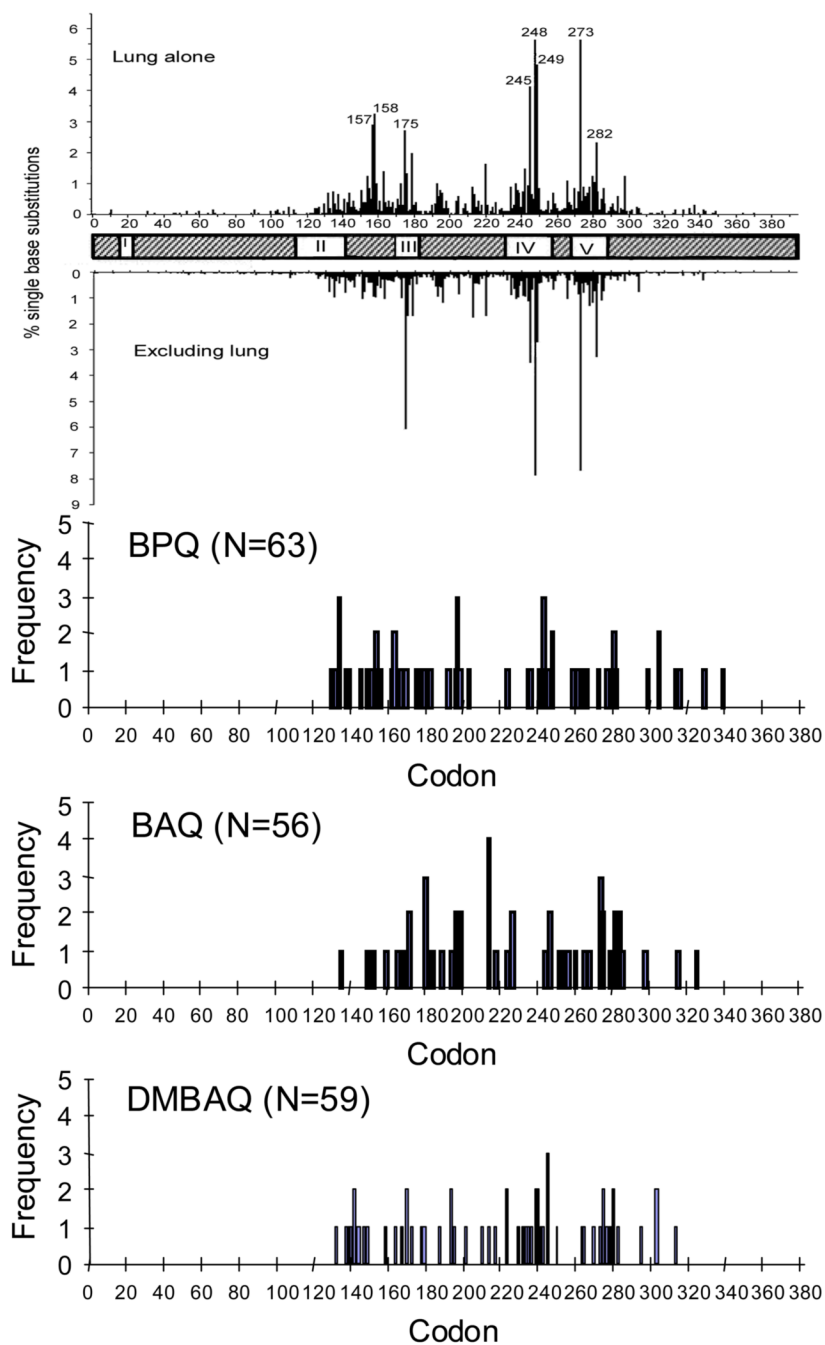 % single base substitutions
6
5
4
3
2
1
0
Lung alone
157
158
175
245
248
249
273
282
0 20 40 60 80 100 120 140 160 180 200 220 240 260 280 300 320 340 360 380
I II III IV V
0
1
2
3
4
5
6
7
8
9
Excluding lung
BPQ (N=63)
Frequency
5
4
3
2
1
0
0 20 40 60 80 100 120 140 160 180 200 220 240 260 280 300 320 340 360 380
Codon
BAQ (N=56)
Frequency
5
4
3
2
1
0
0 20 40 60 80 100 120 140 160 180 200 220 240 260 280 300 320 340 360 380
Codon
DMBAQ (N=59)
Frequency
5
4
3
2
1
0
0 20 40 60 80 100 120 140 160 180 200 220 240 260 280 300 320 340 360 380
Codon